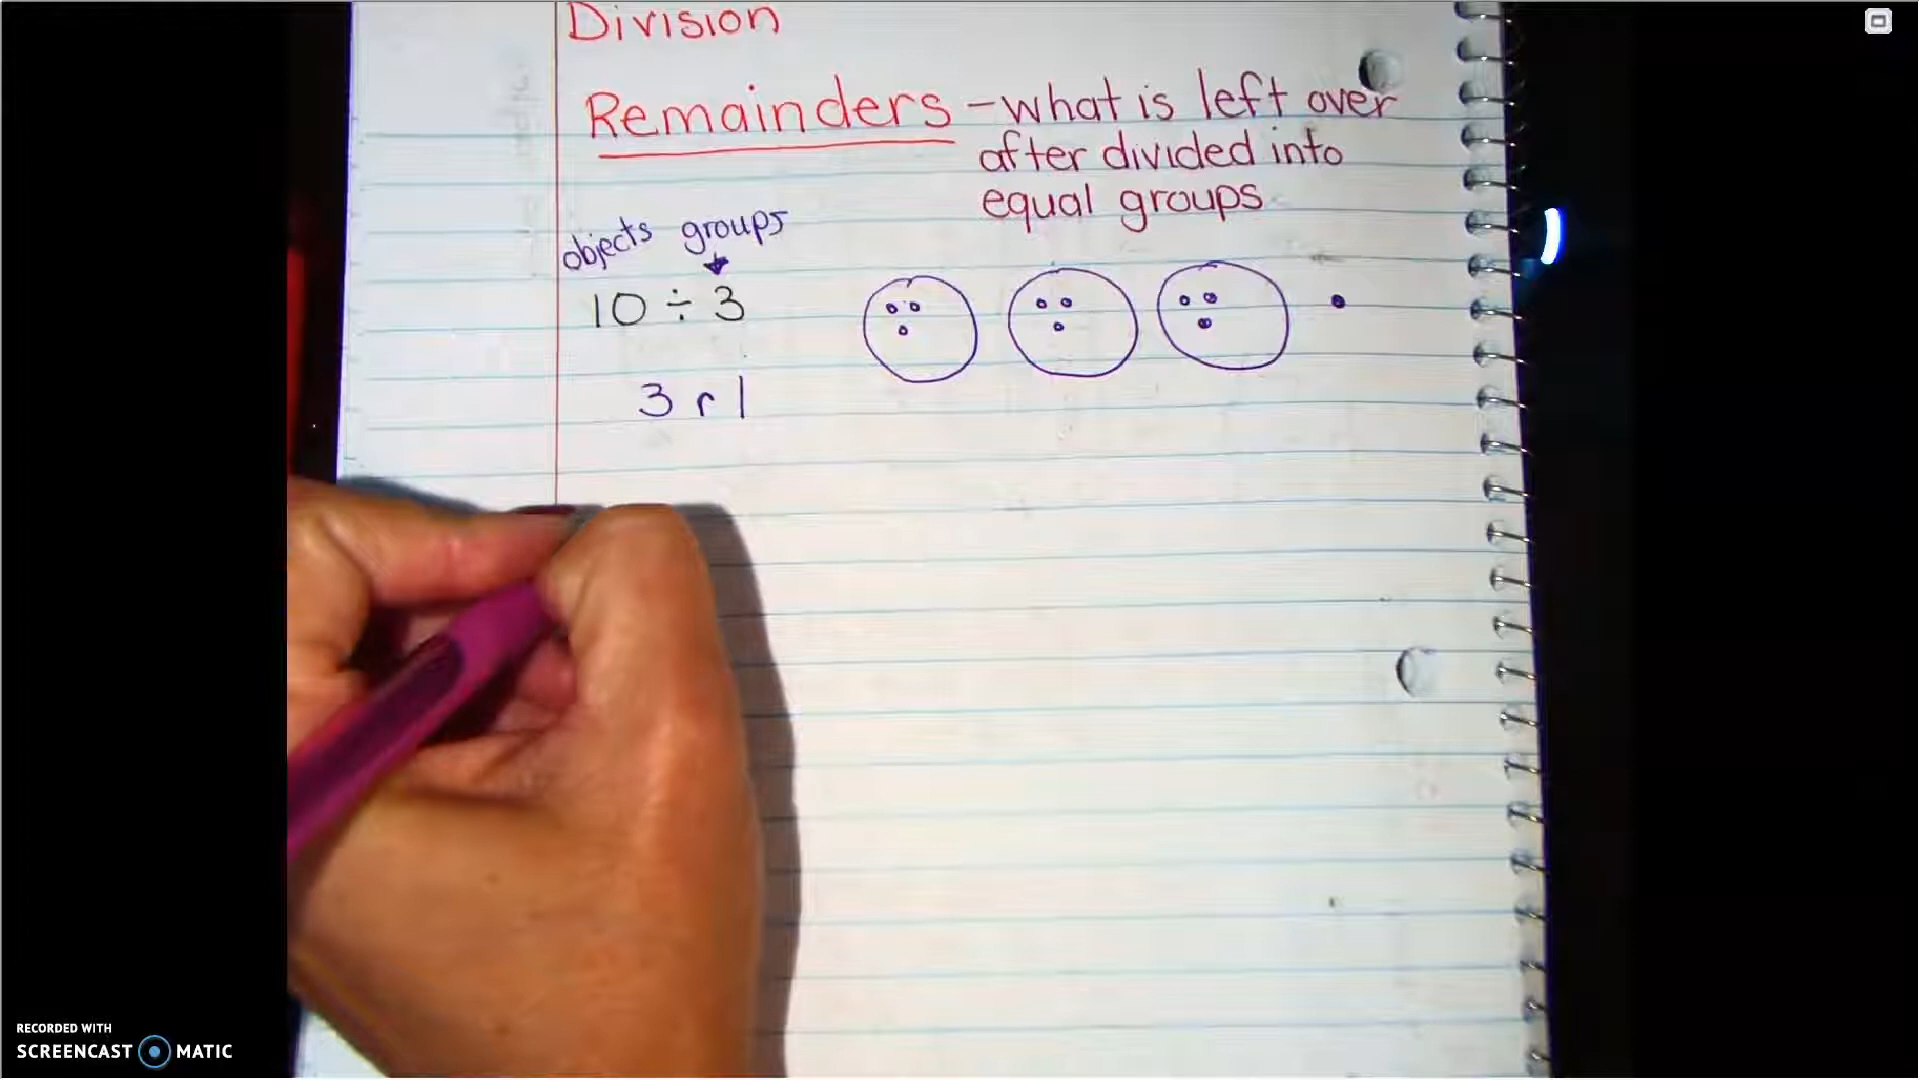 Division
Remainders - what is left over
after divided into
equal groups
objects groups
10 ÷ 3
3 r 1
RECORDED WITH
SCREENCAST MATIC